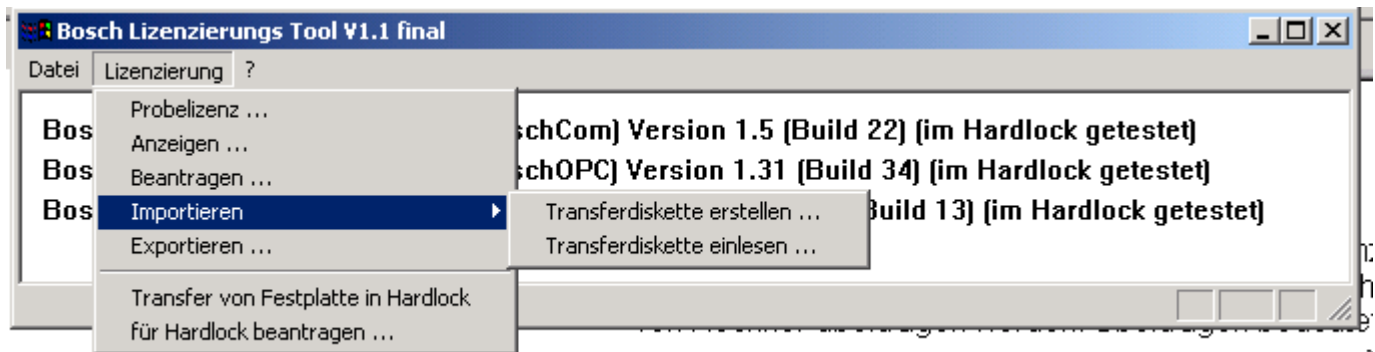 Bosch Lizenzierungs Tool V1.1 final
Datei Lizenzierung ?
Probelizenz ...
Anzeigen ...
Beantragen ...
Importieren
Exportieren ...
Transfer von Festplatte in Hardlock
für Hardlock beantragen ...
Transferdiskette erstellen ...
Transferdiskette einlesen ...
Bos schCom) Version 1.5 (Build 22) (im Hardlock getestet)
Bos schOPC) Version 1.31 (Build 34) (im Hardlock getestet)
Bos Build 13) (im Hardlock getestet)